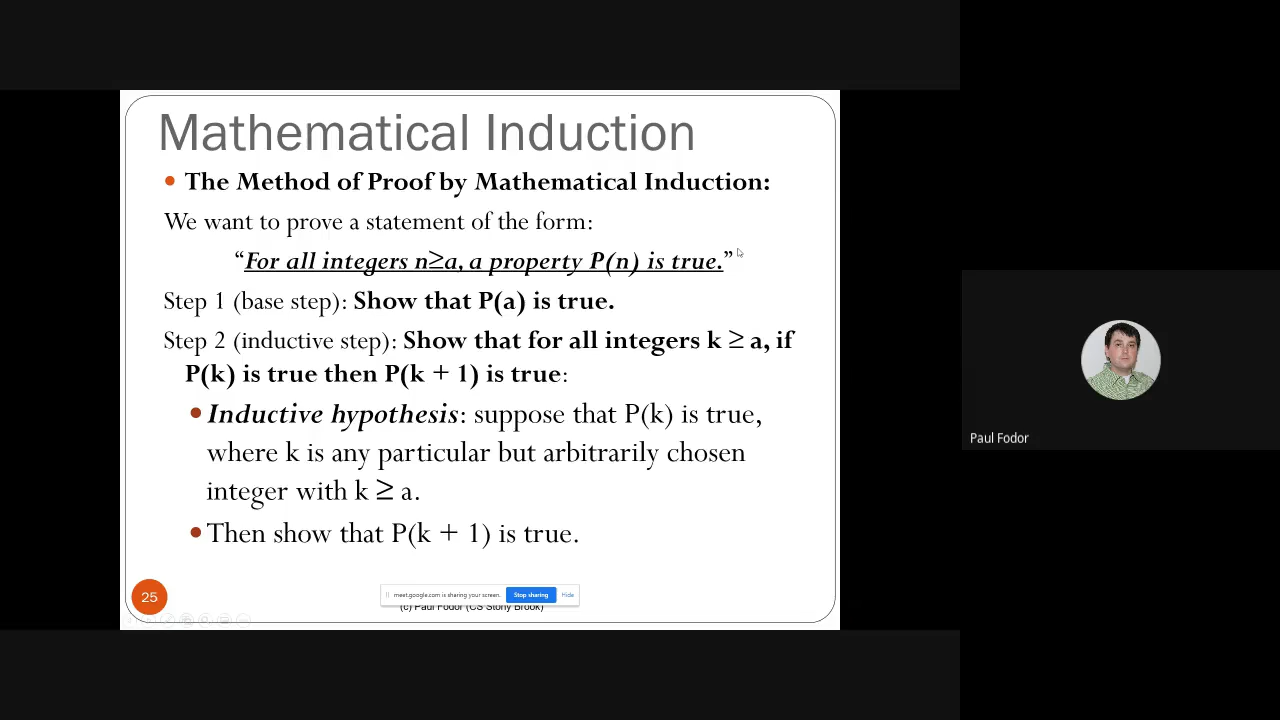 Mathematical Induction
• The Method of Proof by Mathematical Induction:
We want to prove a statement of the form:
“For all integers n≥a, a property P(n) is true.”
Step 1 (base step): Show that P(a) is true.
Step 2 (inductive step): Show that for all integers k ≥ a, if
P(k) is true then P(k + 1) is true:
• Inductive hypothesis: suppose that P(k) is true,
where k is any particular but arbitrarily chosen
integer with k ≥ a.
• Then show that P(k + 1) is true.
25
meet.google.com is sharing your screen. Stop sharing Hide
(c) Paul Fodor (CS Stony Brook)
Paul Fodor